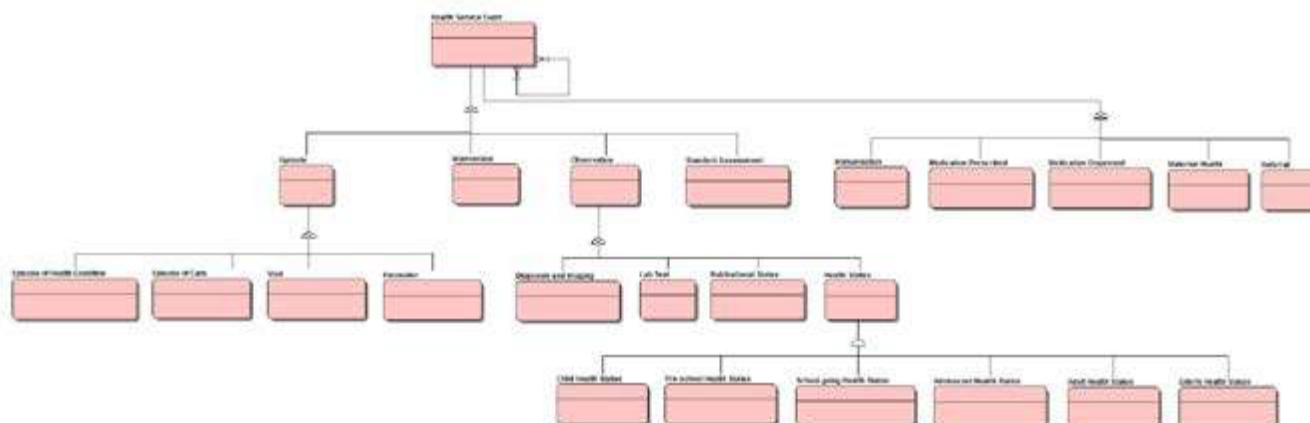 Health Service Event
Episode
Intervention
Observation
Standard Assessment
Immunization
Medication Prescribed
Medication Dispensed
Maternal Health
Referral
Episode of Health Condition
Episode of Care
Visit
Encounter
Diagnosis and Imaging
Lab Test
Nutritional Status
Health Status
Child Health Status
Pre-school Health Status
School-going Health Status
Adolescent Health Status
Adult Health Status
Elderly Health Status